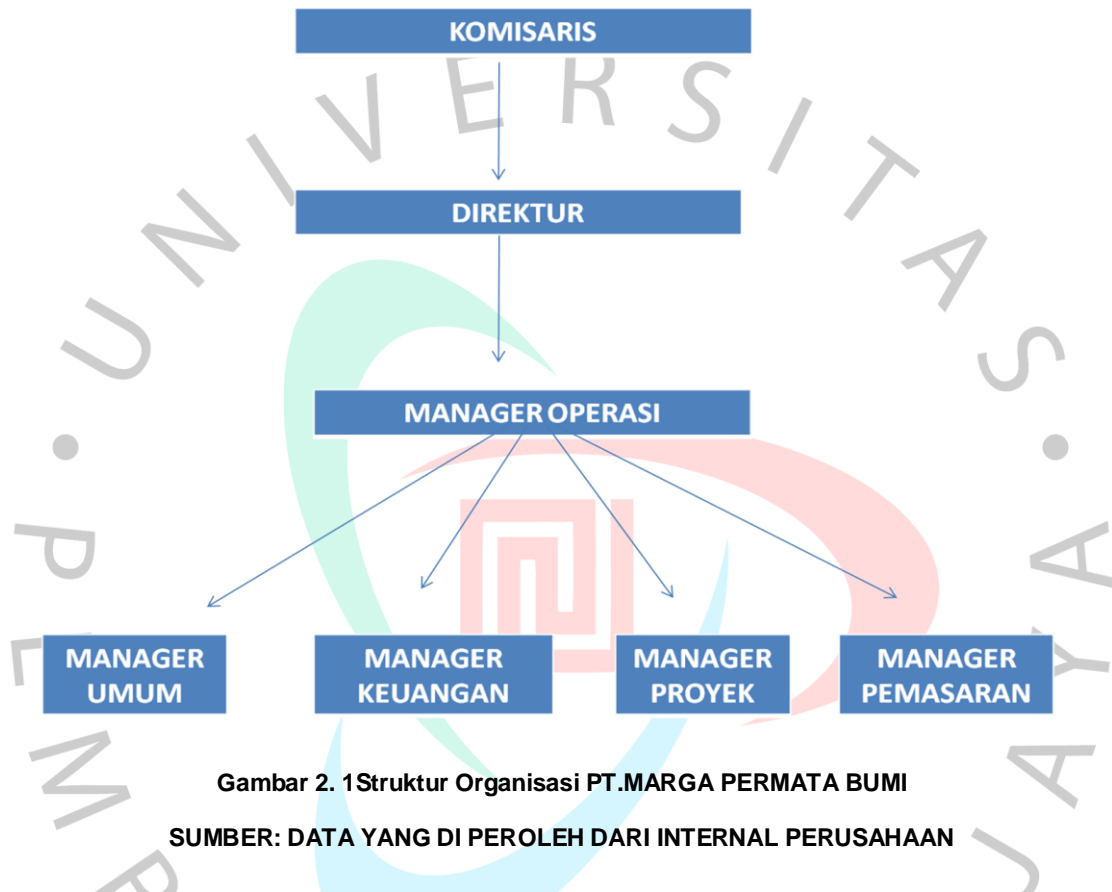 KOMISARIS
DIREKTUR
MANAGER OPERASI
MANAGER
UMUM
MANAGER
KEUANGAN
MANAGER
PROYEK
MANAGER
PEMASARAN
Gambar 2. 1Struktur Organisasi PT.MARGA PERMATA BUMI
SUMBER: DATA YANG DI PEROLEH DARI INTERNAL PERUSAHAAN
UNIVERSITAS